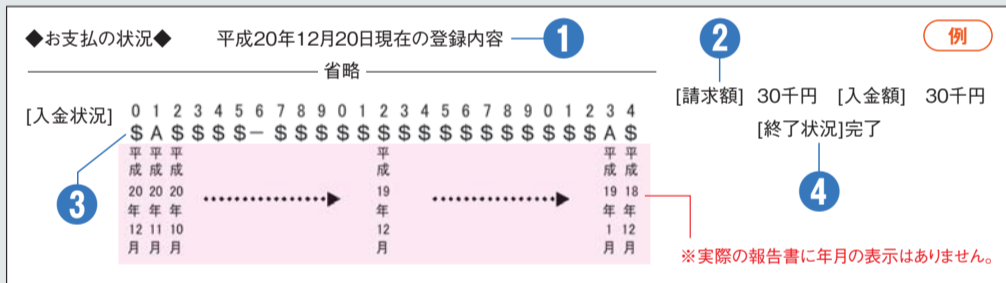 ◆お支払の状況◆ 平成20年12月20日現在の登録内容 1
例
2
省略
[請求額] 30千円 [入金額] 30千円
[終了状況]完了
4
[入金状況] 0 1 2 3 4 5 6 7 8 9 0 1 2 3 4 5 6 7 8 9 0 1 2 3 4
$ A $ $ $ $ − $ $ $ $ $ $ $ $ $ $ $ $ $ $ $ $ A $
3
平成20年12月
平成20年11月
平成20年10月
平成19年12月
平成19年1月
平成18年12月
※実際の報告書に年月の表示はありません。